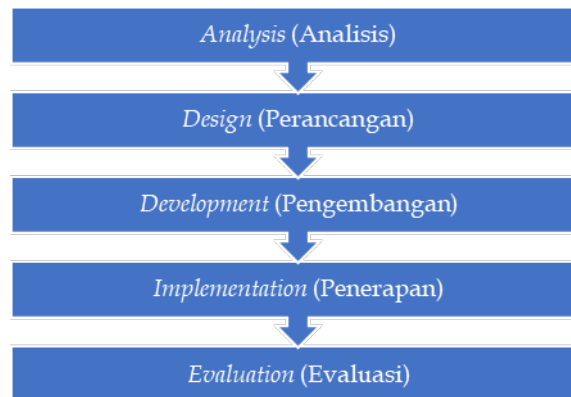 Analysis (Analisis)
Design (Perancangan)
Development (Pengembangan)
Implementation (Penerapan)
Evaluation (Evaluasi)